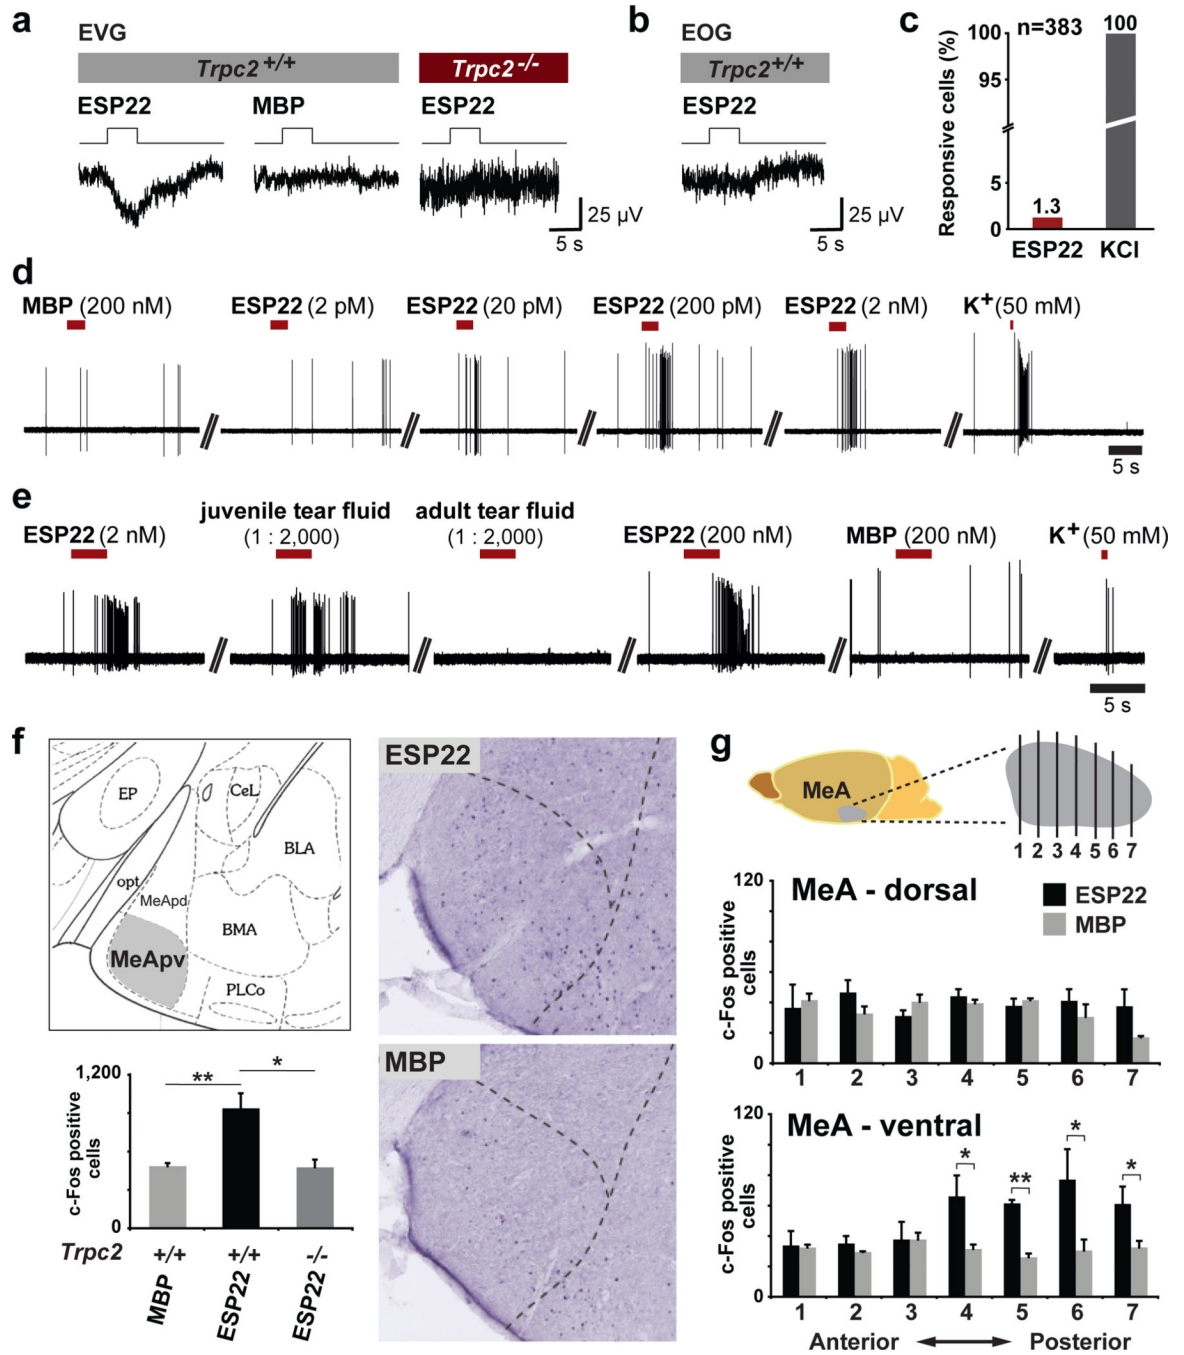 a
EVG
Trpc2+/+
Trpc2-/-
ESP22
MBP
ESP22
25 µV
5 s
b
EOG
Trpc2+/+
ESP22
25 µV
5 s
c
Responsive cells (%)
100
95
5
0
n=383
100
1.3
ESP22
KCl
d
MBP (200 nM)
ESP22 (2 pM)
ESP22 (20 pM)
ESP22 (200 pM)
ESP22 (2 nM)
K+ (50 mM)
5 s
e
ESP22 (2 nM)
juvenile tear fluid
(1 : 2,000)
adult tear fluid
(1 : 2,000)
ESP22 (200 nM)
MBP (200 nM)
K+ (50 mM)
5 s
f
EP
CeL
BLA
opt
MeApd
BMA
MeApv
PLCo
ESP22
MBP
c-Fos positive
cells
1,200
0
**
*
Trpc2
+/+
+/+
-/-
MBP
ESP22
ESP22
g
MeA
1 2 3 4 5 6 7
MeA - dorsal
ESP22
MBP
c-Fos positive
cells
120
0
1 2 3 4 5 6 7
MeA - ventral
c-Fos positive
cells
120
0
*
**
*
*
1 2 3 4 5 6 7
Anterior
Posterior